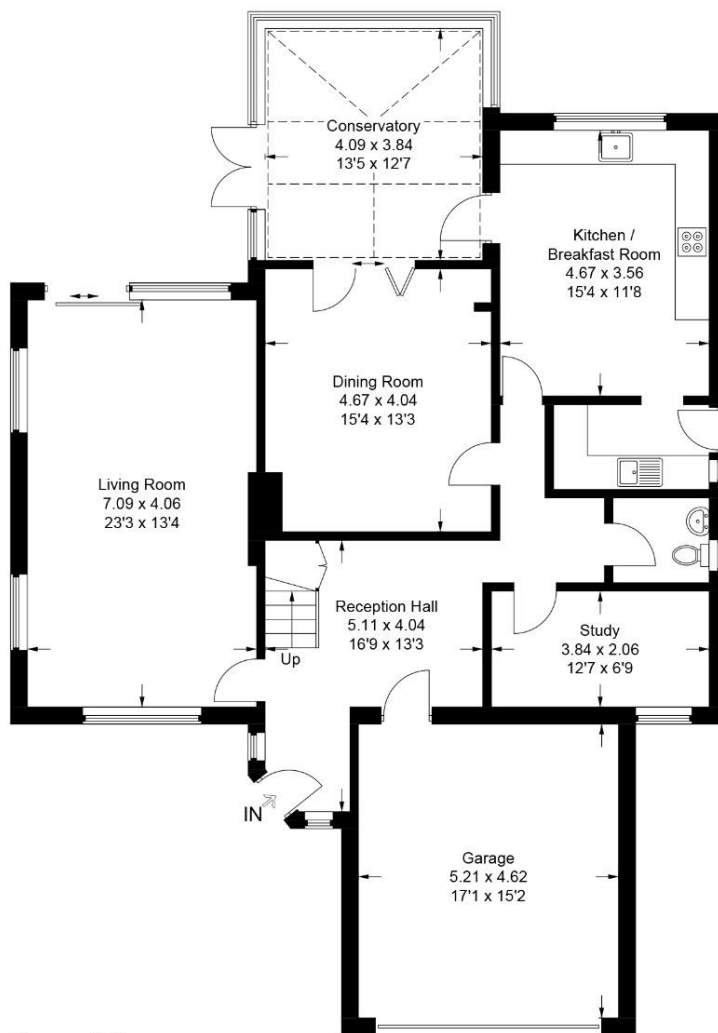 Conservatory
4.09 x 3.84
13'5 x 12'7
Kitchen /
Breakfast Room
4.67 x 3.56
15'4 x 11'8
Dining Room
4.67 x 4.04
15'4 x 13'3
Living Room
7.09 x 4.06
23'3 x 13'4
Reception Hall
5.11 x 4.04
16'9 x 13'3
Up
Study
3.84 x 2.06
12'7 x 6'9
IN
Garage
5.21 x 4.62
17'1 x 15'2